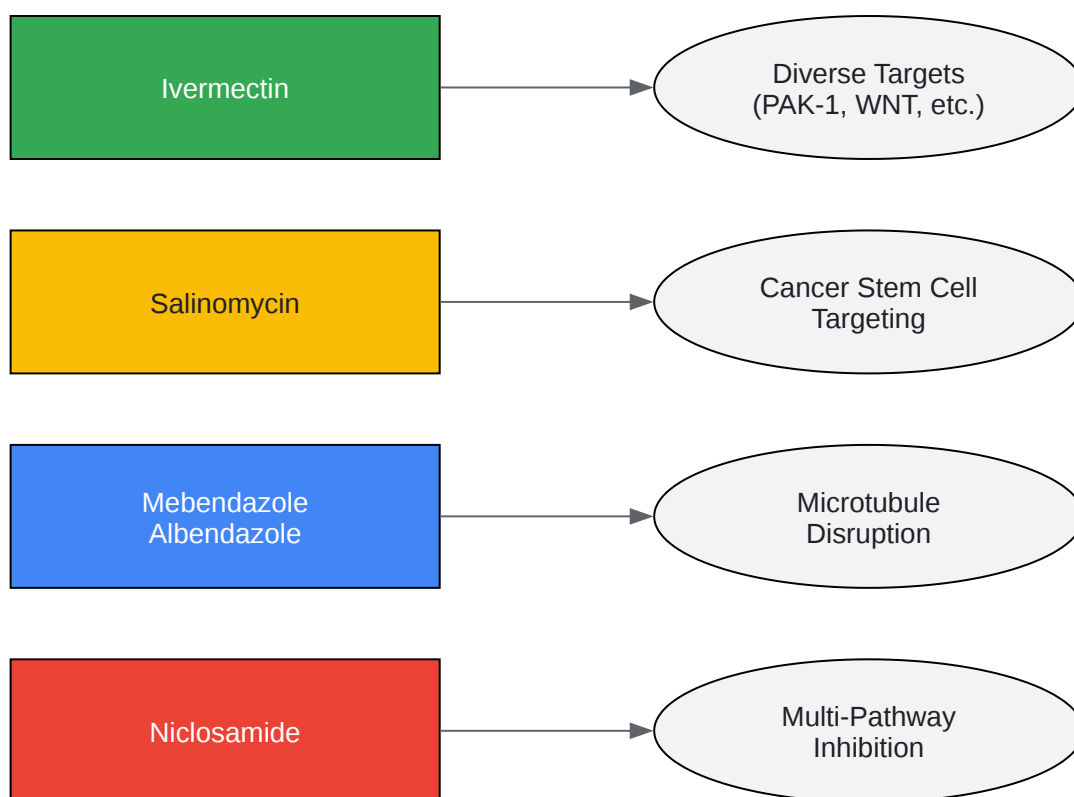 Ivermectin
Diverse Targets
(PAK-1, WNT, etc.)
Salinomycin
Cancer Stem Cell
Targeting
Mebendazole
Albendazole
Microtubule
Disruption
Niclosamide
Multi-Pathway
Inhibition